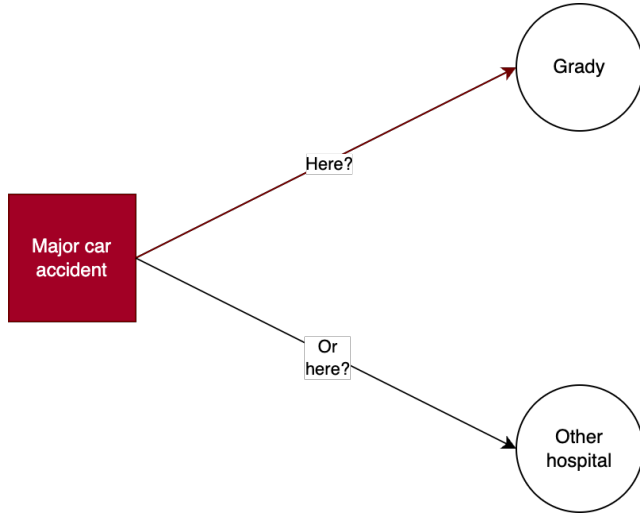 Grady
Here?
Major car
accident
Or
here?
Other
hospital